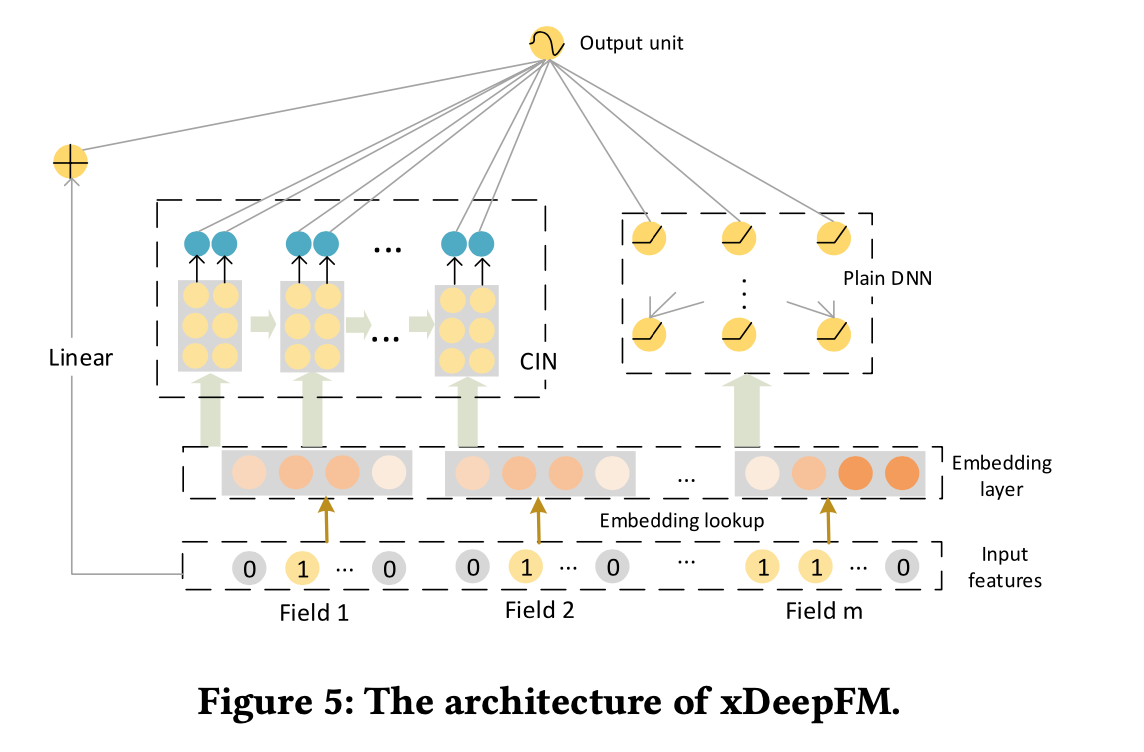 Output unit
Plain DNN
...
Linear
...
CIN
...
Embedding
layer
Embedding lookup
0 1 ... 0 0 1 ... 0 ... 1 1 ... 0
Input
features
Field 1 Field 2 Field m
Figure 5: The architecture of xDeepFM.